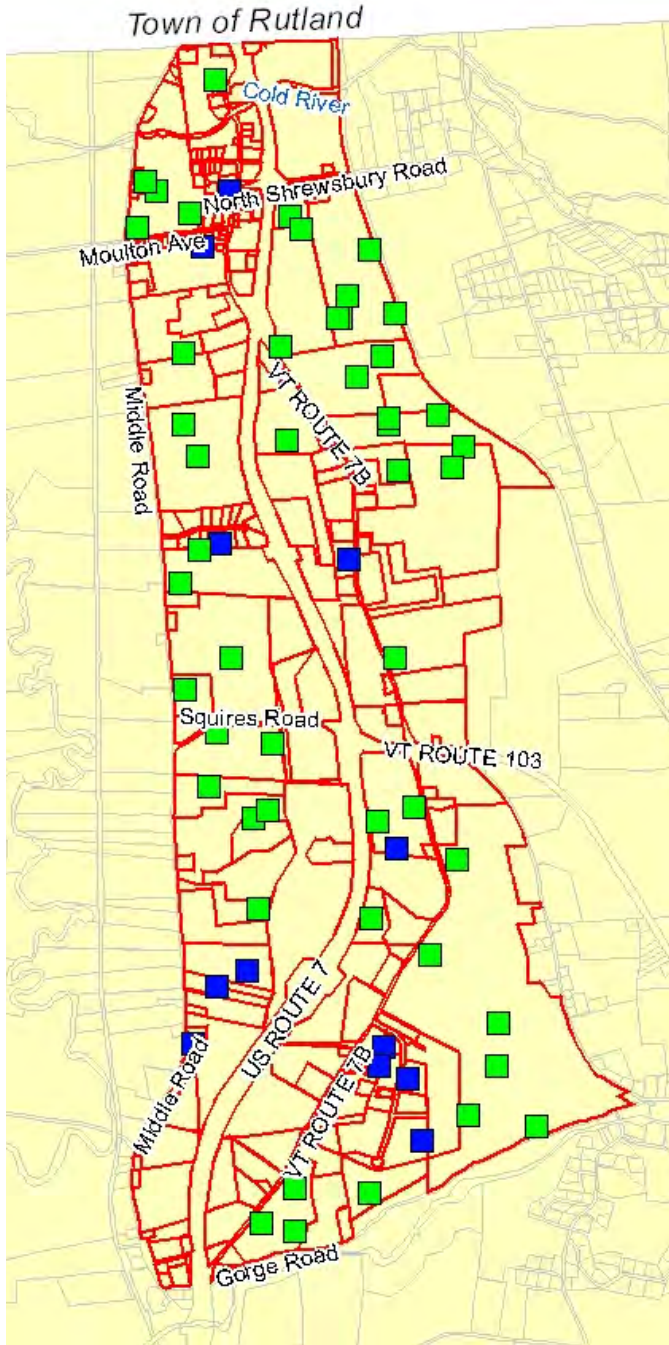 Town of Rutland
Cold River
North Shrewsbury Road
Moulton Ave
VT ROUTE 7B
Middle Road
Squires Road
VT ROUTE 103
US ROUTE 7
VT ROUTE 7B
Middle Road
Gorge Road